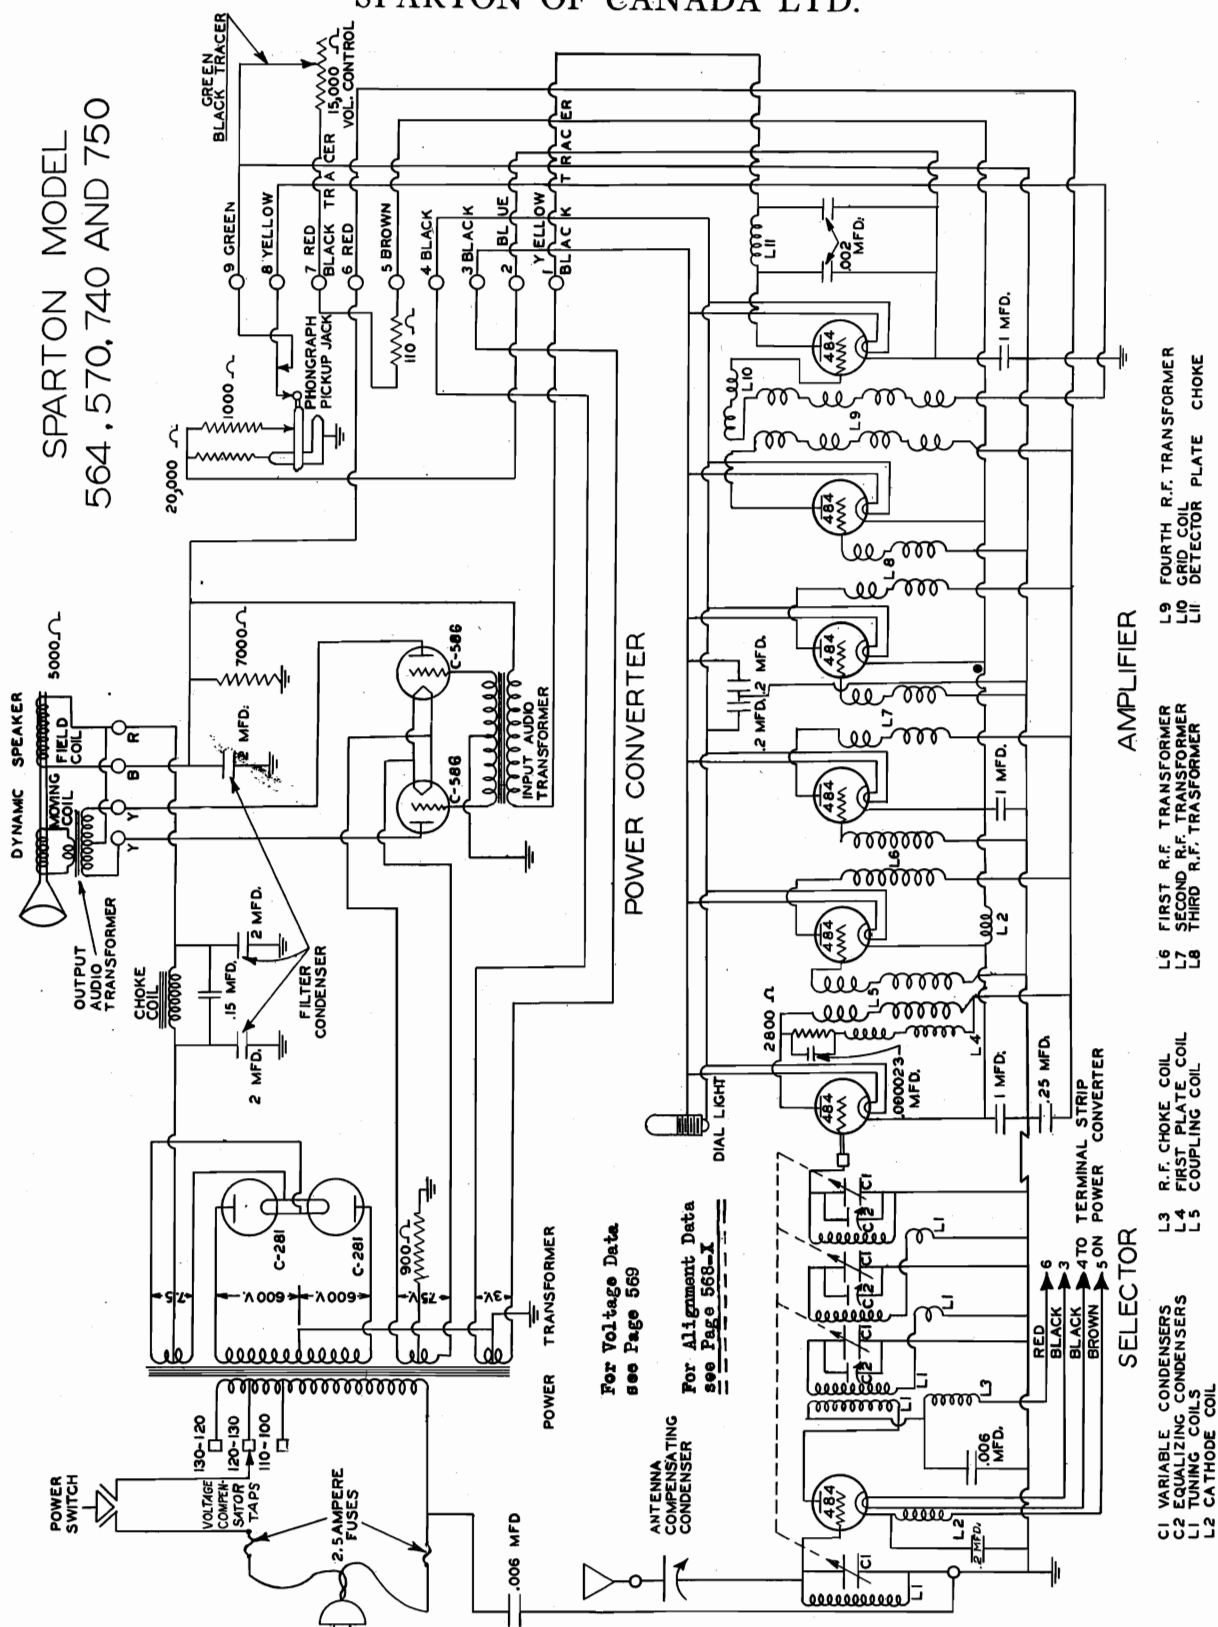 SPARTON OF CANADA LTD.
SPARTON MODEL
564, 570, 740 AND 750
GREEN
BLACK TRACER
15,000 Ω
VOL. CONTROL
9 GREEN
8 YELLOW
7 RED
BLACK TRACER
6 RED
5 BROWN
4 BLACK
3 BLACK
2 BLUE
1 YELLOW
BLACK TRACER
110 Ω
1000 Ω
20,000 Ω
PHONGRAPH
PICKUP JACK
DYNAMIC SPEAKER
5000 Ω
MOVING
COIL
FIELD
COIL
Y
Y
B
R
7000 Ω
2 MFD.
OUTPUT
AUDIO
TRANSFORMER
CHOKE
COIL
.15 MFD.
2 MFD.
2 MFD.
FILTER
CONDENSER
C-586
C-586
INPUT AUDIO
TRANSFORMER
POWER CONVERTER
C-281
C-281
7.5
600 V.
600 V.
900 Ω
7.5 V.
3 V.
POWER TRANSFORMER
POWER
SWITCH
130-120
120-130
110-100
VOLTAGE
COMPEN-
SATOR
TAPS
2.5 AMPERE
FUSES
.006 MFD
For Voltage Data
see Page 569
For Alignment Data
see Page 568-X
ANTENNA
COMPENSATING
CONDENSER
DIAL LIGHT
484
484
484
484
484
484
484
L1
C1
L2
.2 MFD.
.006
MFD.
L3
L1
L1
C2
C1
L1
C2
C1
L1
C2
C1
2800 Ω
.000023
MFD.
L4
L5
L2
L6
L7
L8
L9
L10
L11
.002
MFD.
.2 MFD.
.2 MFD.
1 MFD.
1 MFD.
1 MFD.
.25 MFD.
RED 6
BLACK 3
BLACK 4 TO TERMINAL STRIP
BROWN 5 ON POWER CONVERTER
SELECTOR
AMPLIFIER
C1 VARIABLE CONDENSERS
C2 EQUALIZING CONDENSERS
L1 TUNING COILS
L2 CATHODE COIL
L3 R.F. CHOKE COIL
L4 FIRST PLATE COIL
L5 COUPLING COIL
L6 FIRST R.F. TRANSFORMER
L7 SECOND R.F. TRANSFORMER
L8 THIRD R.F. TRASFORMER
L9 FOURTH R.F. TRANSFORMER
L10 GRID COIL
L11 DETECTOR PLATE CHOKE